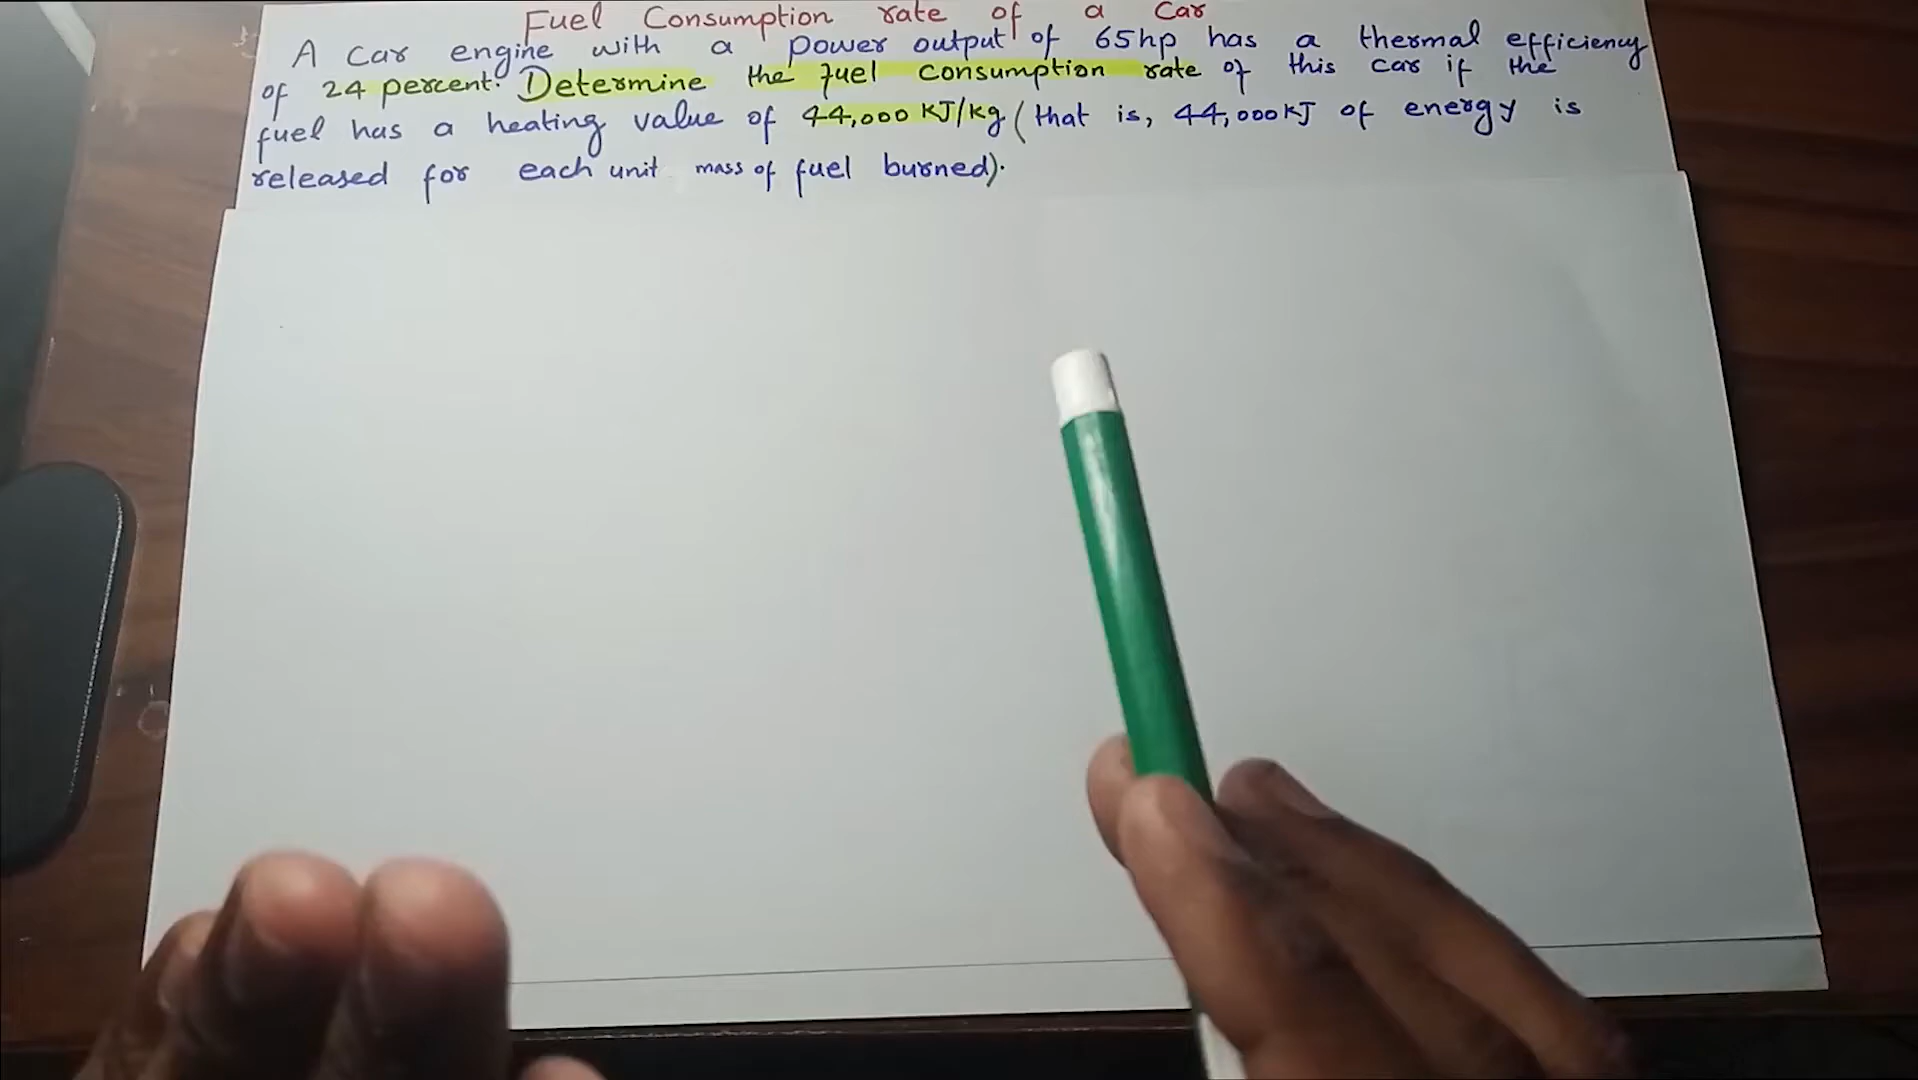 Fuel Consumption rate of a Car
A Car engine with a power output of 65hp has a thermal efficiency
of 24 percent. Determine the fuel consumption rate of this car if the
fuel has a heating value of 44,000 KJ/kg (that is, 44,000KJ of energy is
released for each unit mass of fuel burned).